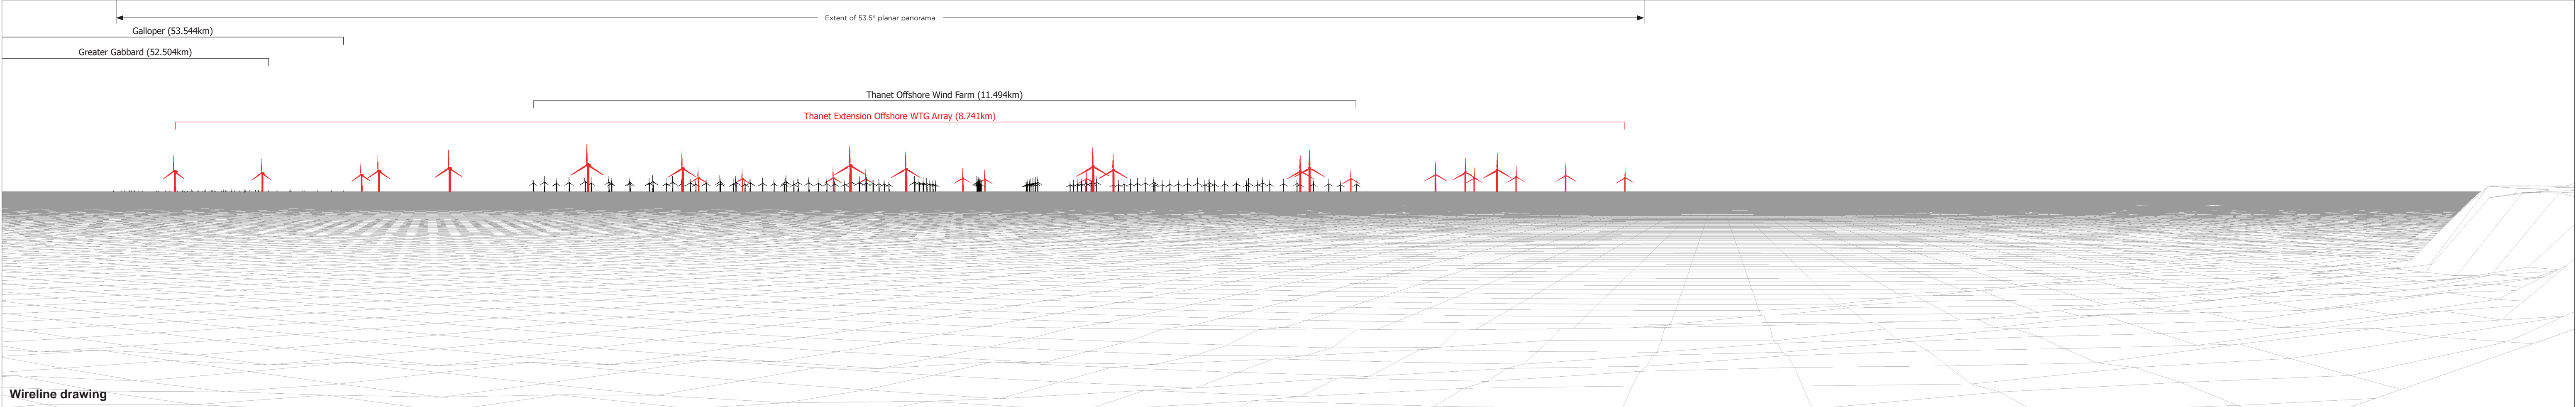 Extent of 53.5° planar panorama
Galloper (53.544km)
Greater Gabbard (52.504km)
Thanet Offshore Wind Farm (11.494km)
Thanet Extension Offshore WTG Array (8.741km)
Wireline drawing